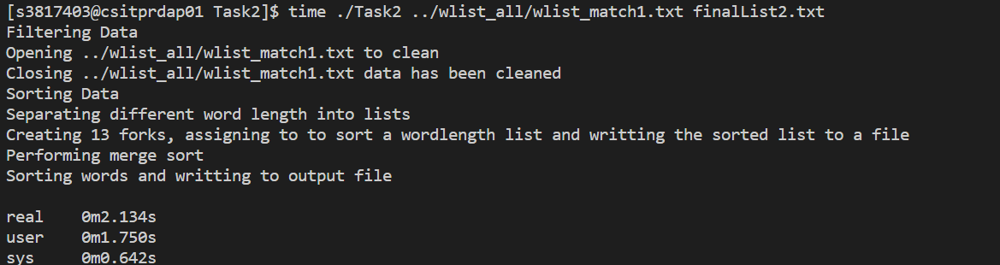 [s3817403@csitprdap01 Task2]$ time ./Task2 ../wlist_all/wlist_match1.txt finalList2.txt
Filtering Data
Opening ../wlist_all/wlist_match1.txt to clean
Closing ../wlist_all/wlist_match1.txt data has been cleaned
Sorting Data
Separating different word length into lists
Creating 13 forks, assigning to to sort a wordlength list and writting the sorted list to a file
Performing merge sort
Sorting words and writting to output file
real    0m2.134s
user    0m1.750s
sys     0m0.642s